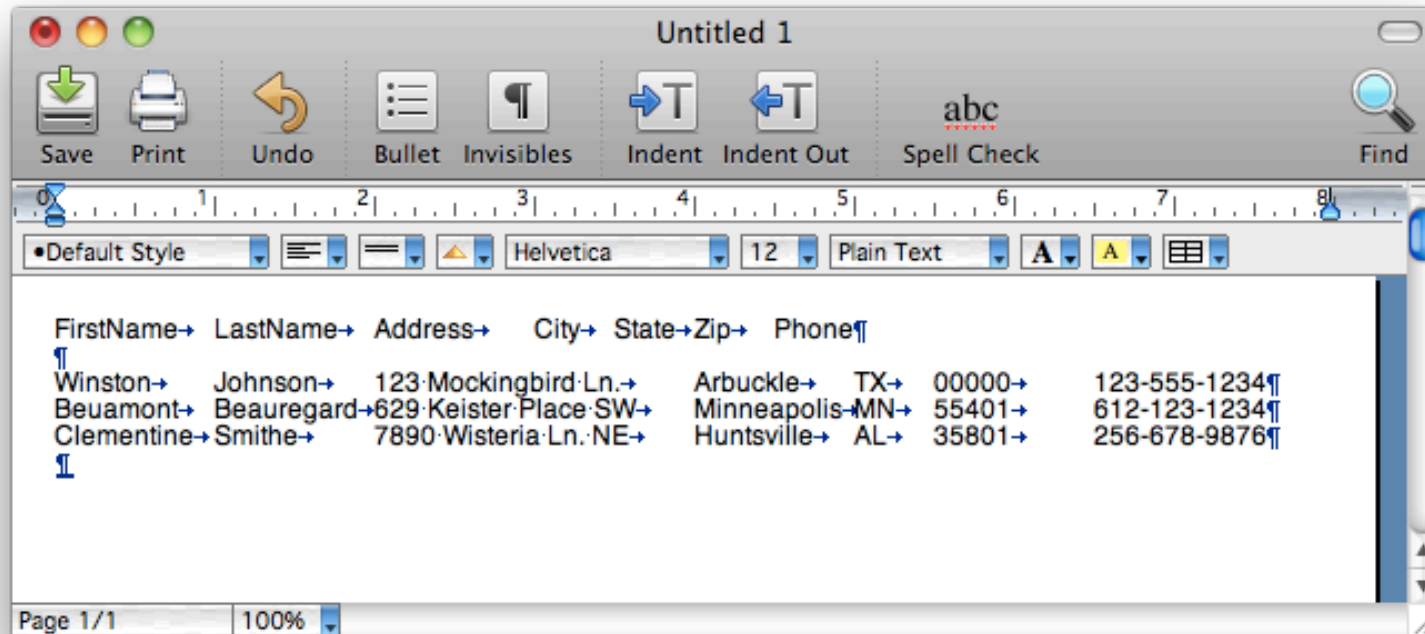 Untitled 1
Save Print Undo Bullet Invisibles Indent Indent Out abc Spell Check Find
0 1 2 3 4 5 6 7 8
•Default Style Helvetica 12 Plain Text A A
FirstName→ LastName→ Address→ City→ State→Zip→ Phone¶
¶
Winston→ Johnson→ 123·Mockingbird·Ln.→ Arbuckle→ TX→ 00000→ 123-555-1234¶
Beuamont→ Beauregard→629·Keister·Place·SW→ Minneapolis→MN→ 55401→ 612-123-1234¶
Clementine→Smithe→ 7890·Wisteria·Ln.·NE→ Huntsville→ AL→ 35801→ 256-678-9876¶
¶
Page 1/1 100%